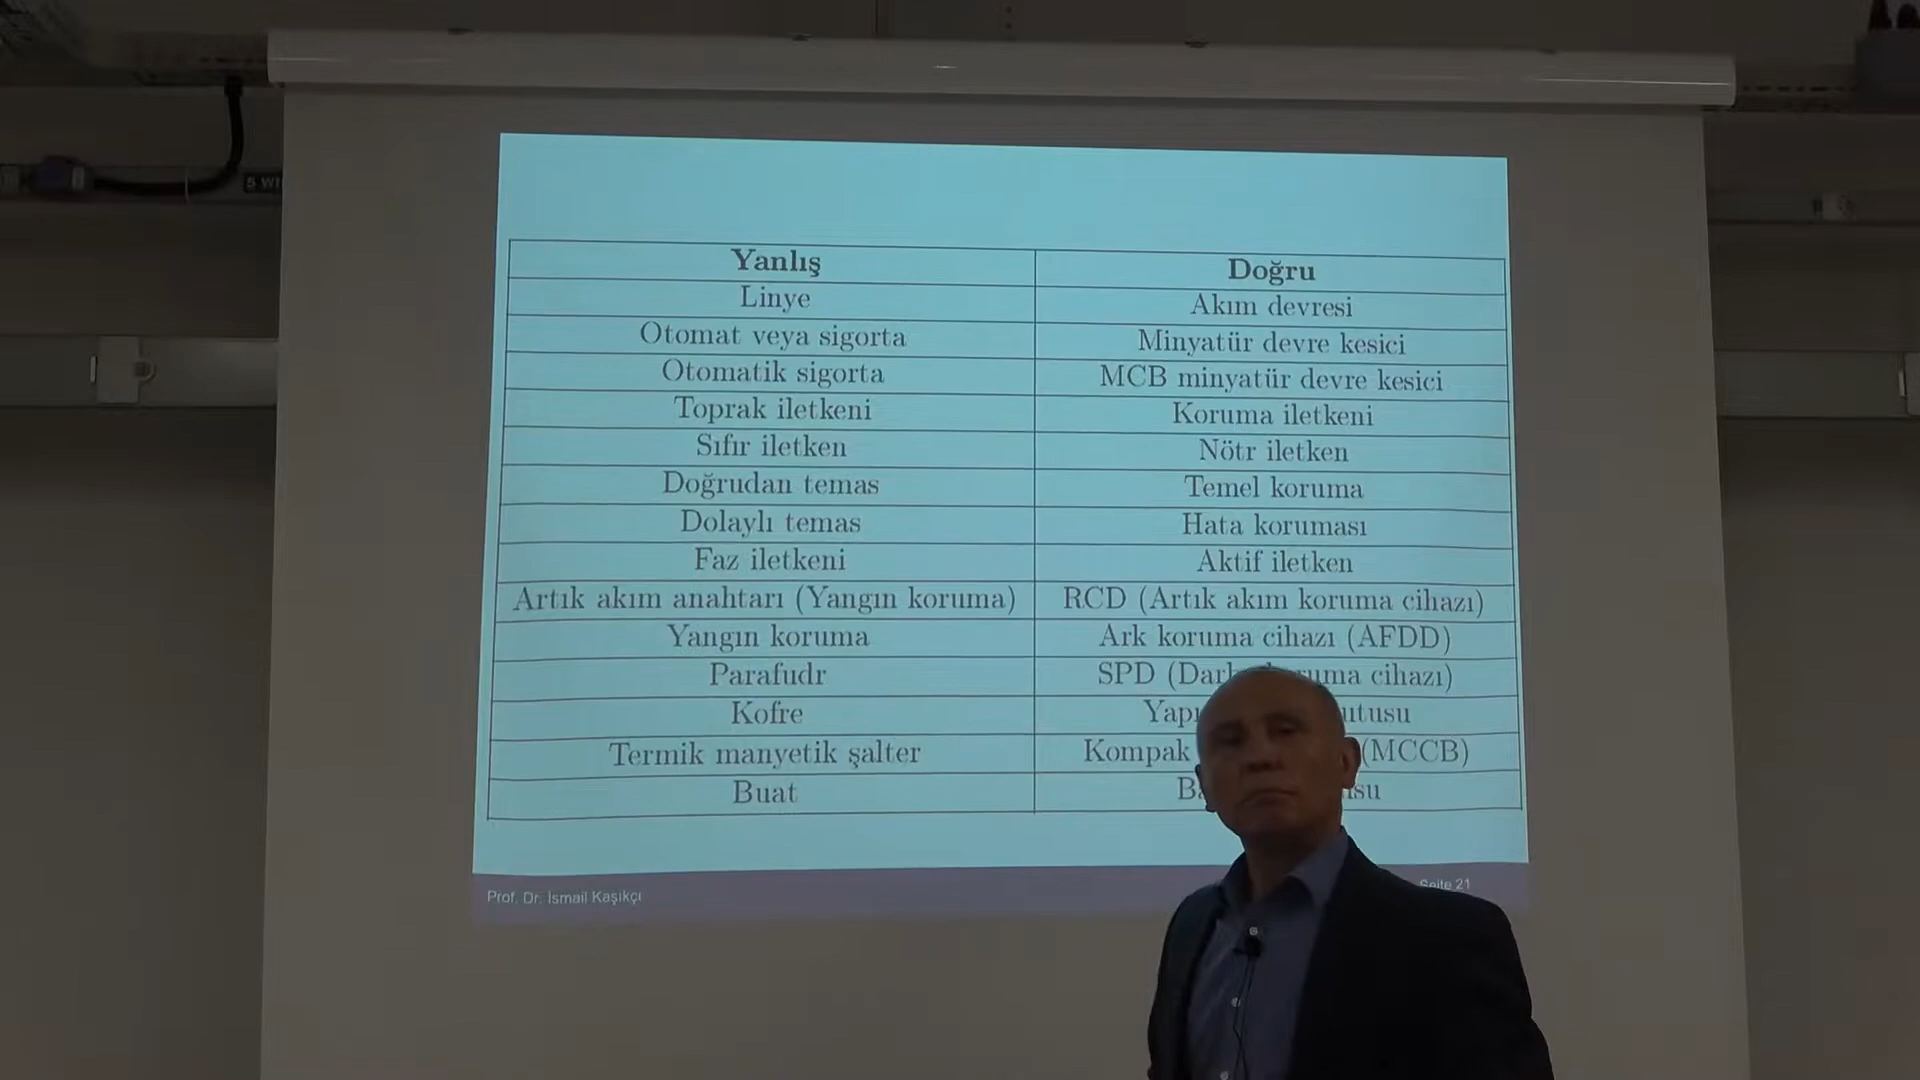 5 WI
Yanlış Doğru
Linye Akım devresi
Otomat veya sigorta Minyatür devre kesici
Otomatik sigorta MCB minyatür devre kesici
Toprak iletkeni Koruma iletkeni
Sıfır iletken Nötr iletken
Doğrudan temas Temel koruma
Dolaylı temas Hata koruması
Faz iletkeni Aktif iletken
Artık akım anahtarı (Yangın koruma) RCD (Artık akım koruma cihazı)
Yangın koruma Ark koruma cihazı (AFDD)
Parafudr SPD cihazı)
Kofre
Termik manyetik şalter Kompak (MCCB)
Buat
Prof. Dr. İsmail Kaşıkçı Seite 21